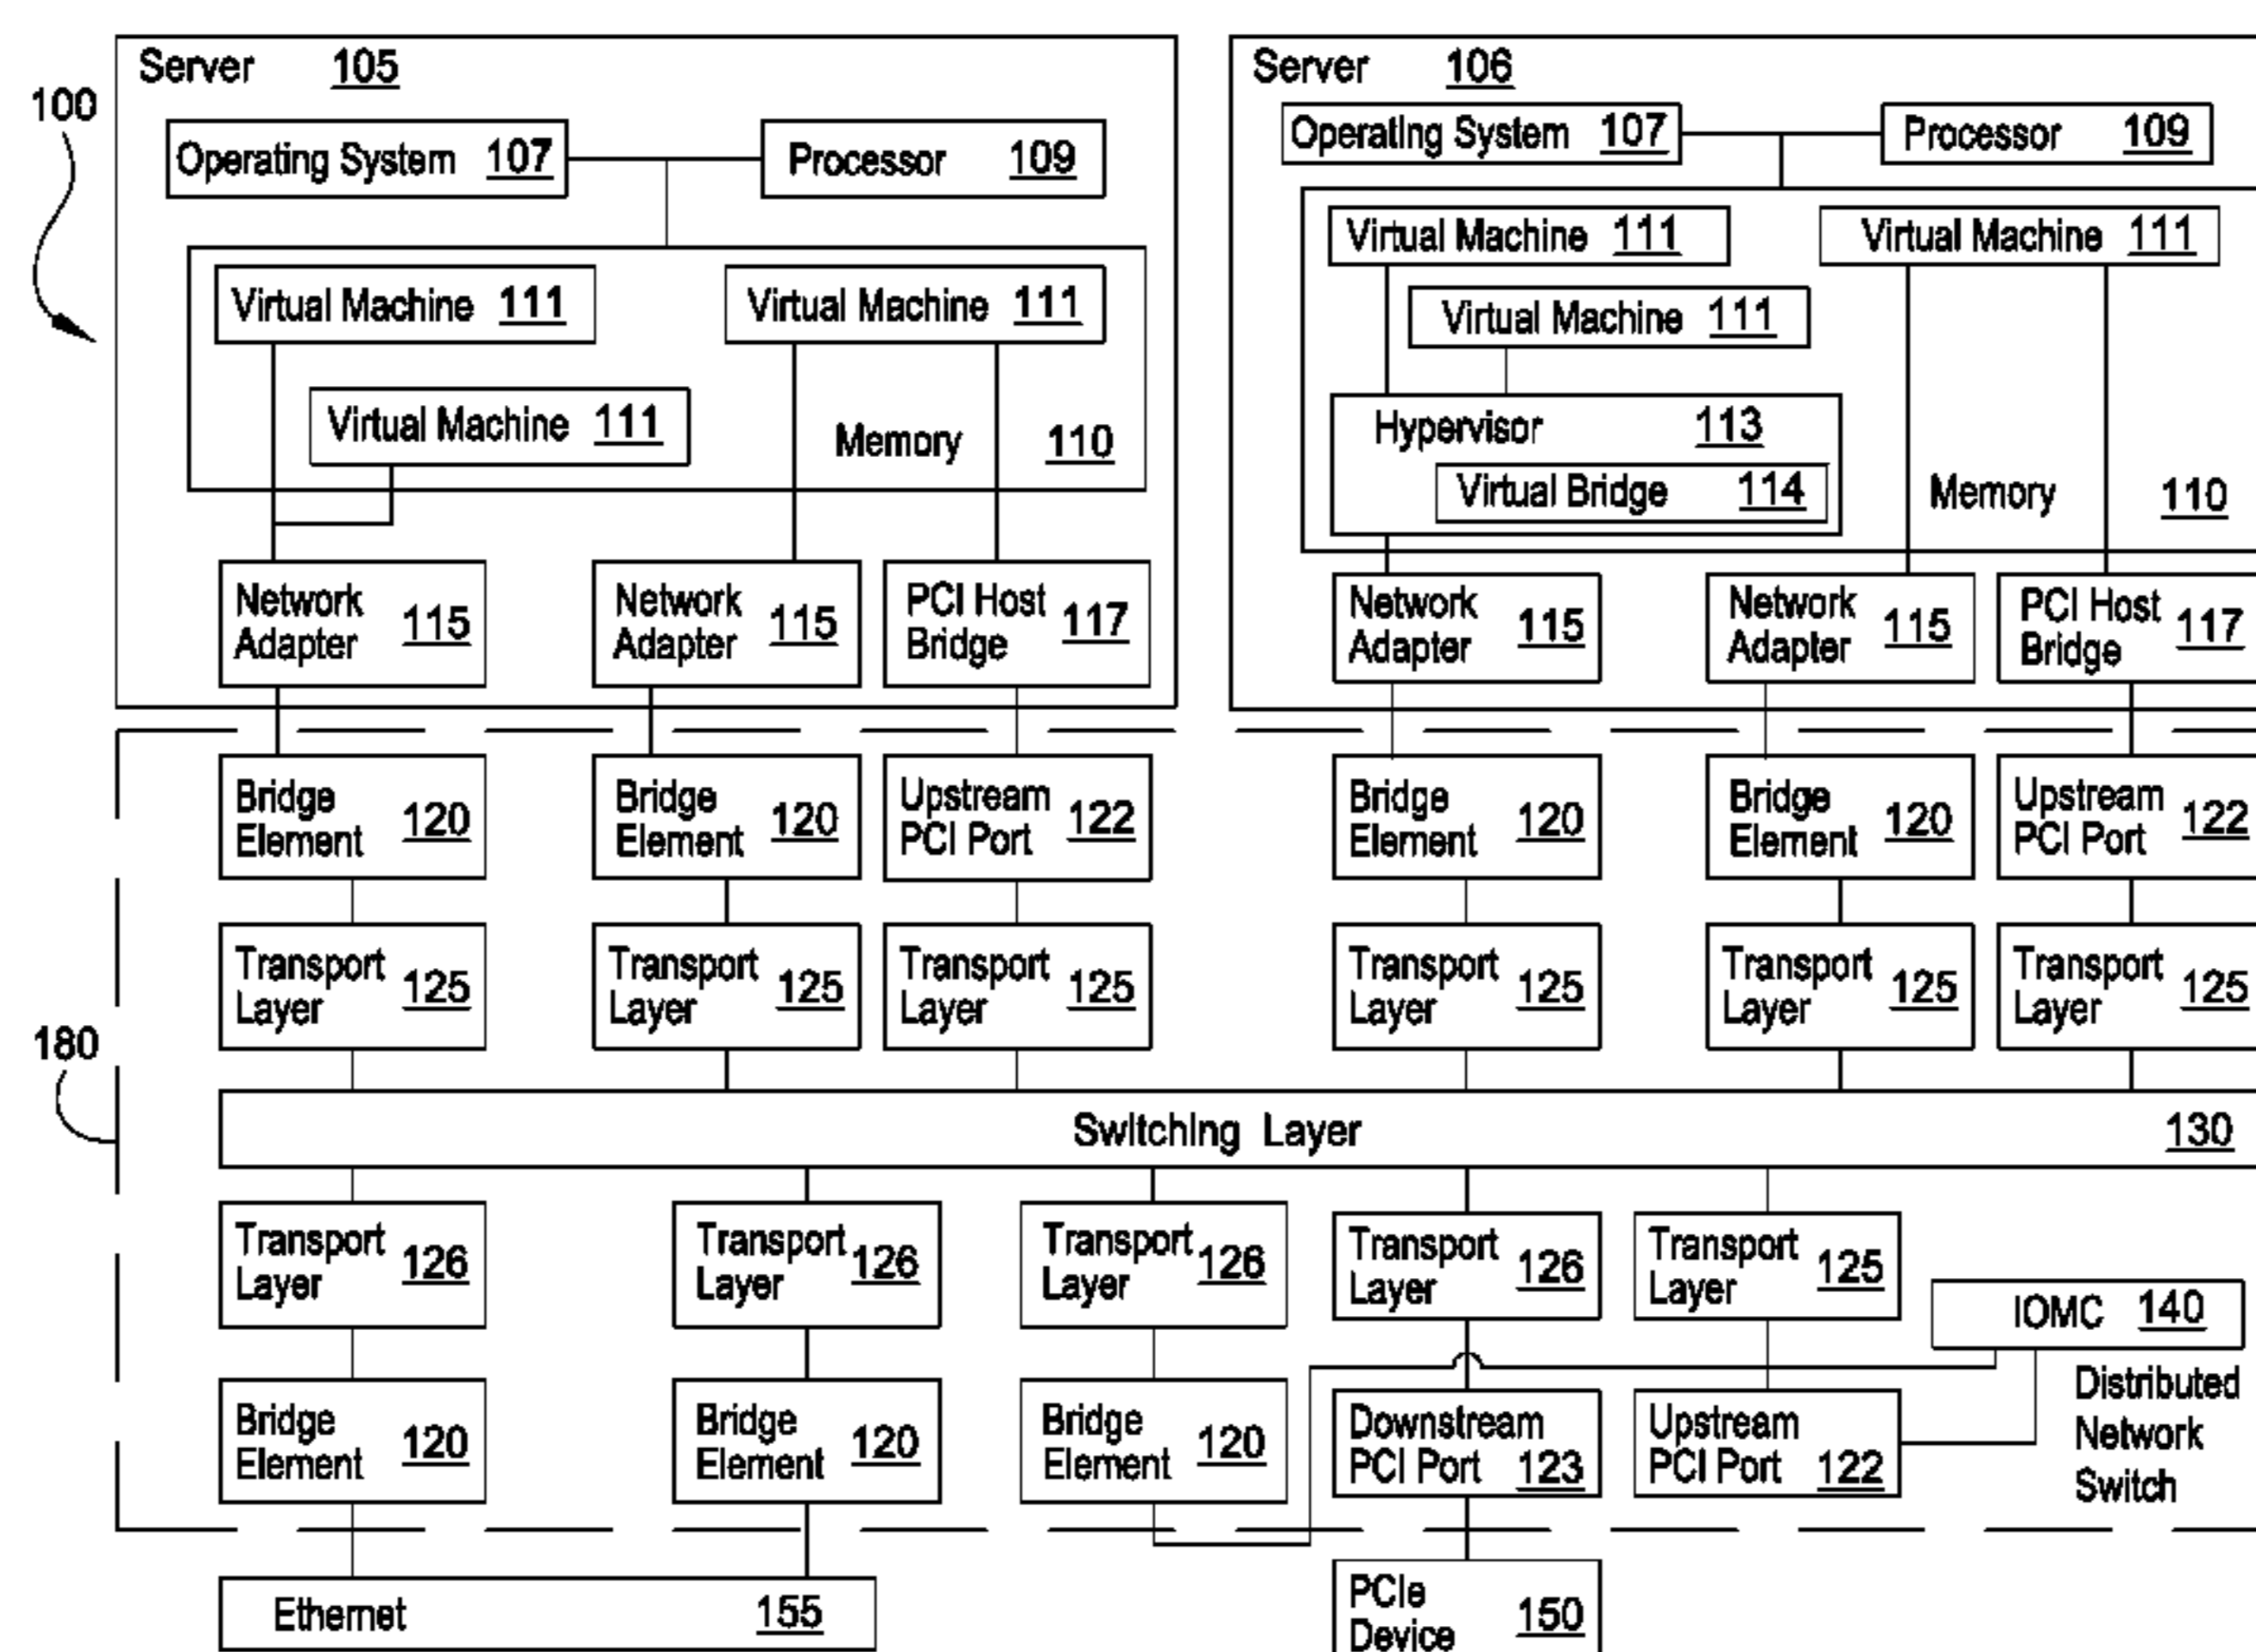 100
Server 105
Operating System 107
Processor 109
Virtual Machine 111
Virtual Machine 111
Virtual Machine 111
Memory 110
Network
Adapter 115
Network
Adapter 115
PCI Host
Bridge 117
Server 106
Operating System 107
Processor 109
Virtual Machine 111
Virtual Machine 111
Virtual Machine 111
Hypervisor 113
Virtual Bridge 114
Memory 110
Network
Adapter 115
Network
Adapter 115
PCI Host
Bridge 117
180
Bridge
Element 120
Bridge
Element 120
Upstream
PCI Port 122
Bridge
Element 120
Bridge
Element 120
Upstream
PCI Port 122
Transport
Layer 125
Transport
Layer 125
Transport
Layer 125
Transport
Layer 125
Transport
Layer 125
Transport
Layer 125
Switching Layer 130
Transport
Layer 126
Transport
Layer 126
Transport
Layer 126
Transport
Layer 126
Transport
Layer 125
IOMC 140
Bridge
Element 120
Bridge
Element 120
Bridge
Element 120
Downstream
PCI Port 123
Upstream
PCI Port 122
Distributed
Network
Switch
Ethernet 155
PCIe
Device 150